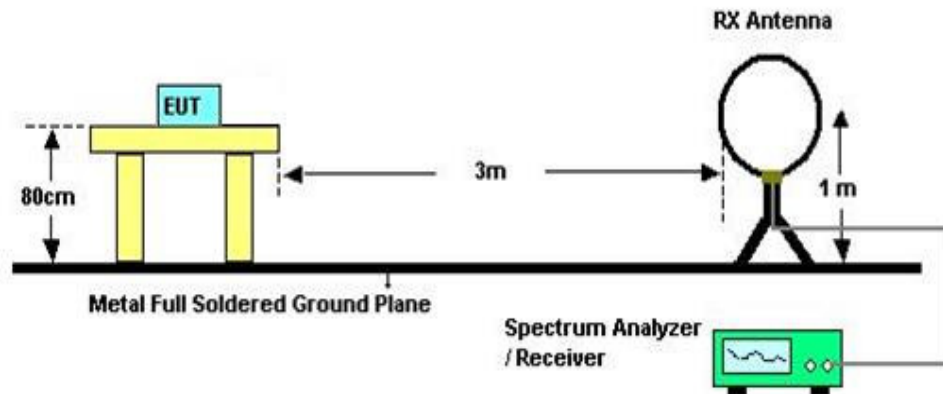 RX Antenna
EUT
80cm
3m
1 m
Metal Full Soldered Ground Plane
Spectrum Analyzer
/ Receiver